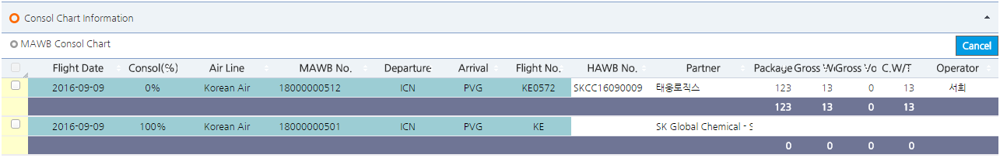 Consol Chart Information
MAWB Consol Chart Cancel
Flight Date Consol(%) Air Line MAWB No. Departure Arrival Flight No. HAWB No. Partner Package Gross W Gross Vo C.W/T Operator
2016-09-09 0% Korean Air 18000000512 ICN PVG KE0572 SKCC16090009 태웅로직스 123 13 0 13 서희
123 13 0 13
2016-09-09 100% Korean Air 18000000501 ICN PVG KE SK Global Chemical - S
0 0 0 0